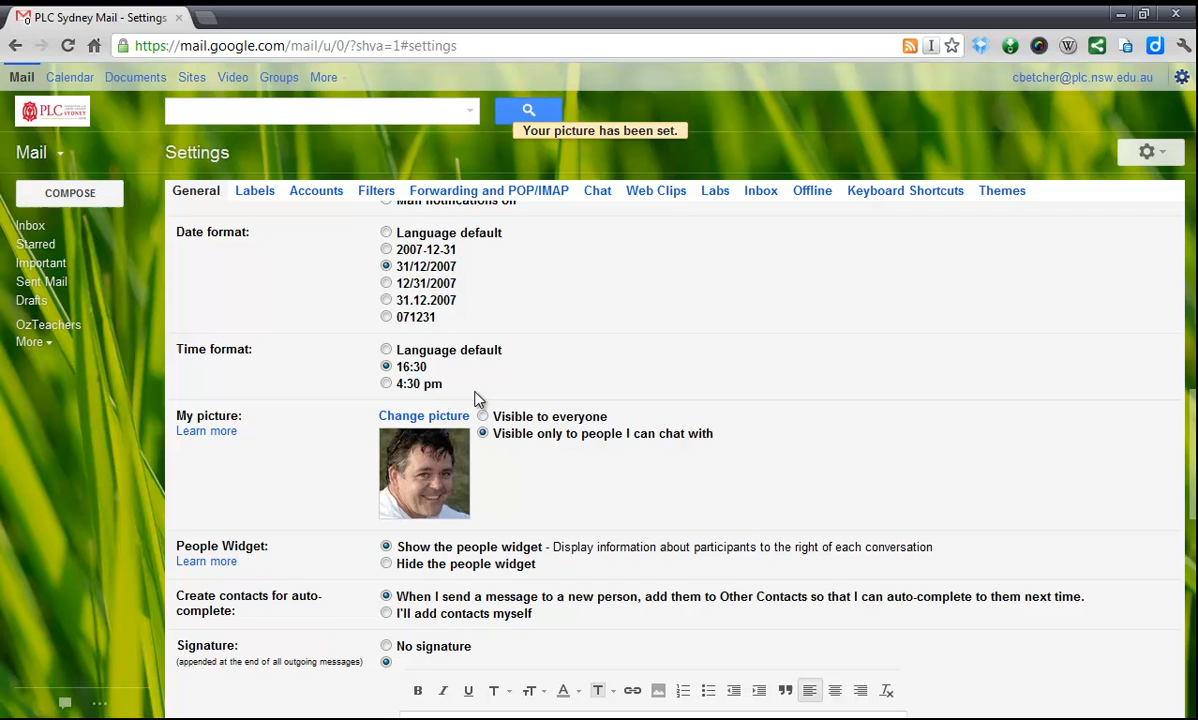 PLC Sydney Mail - Settings
https://mail.google.com/mail/u/0/?shva=1#settings
Mail Calendar Documents Sites Video Groups More
cbetcher@plc.nsw.edu.au
PLC
SYDNEY
Your picture has been set.
Mail
Settings
COMPOSE
General Labels Accounts Filters Forwarding and POP/IMAP Chat Web Clips Labs Inbox Offline Keyboard Shortcuts Themes
Inbox
Starred
Important
Sent Mail
Drafts
OzTeachers
More
Mail notifications off
Date format:
Language default
2007-12-31
31/12/2007
12/31/2007
31.12.2007
071231
Time format:
Language default
16:30
4:30 pm
My picture:
Learn more
Change picture
Visible to everyone
Visible only to people I can chat with
People Widget:
Learn more
Show the people widget - Display information about participants to the right of each conversation
Hide the people widget
Create contacts for auto-
complete:
When I send a message to a new person, add them to Other Contacts so that I can auto-complete to them next time.
I'll add contacts myself
Signature:
(appended at the end of all outgoing messages)
No signature